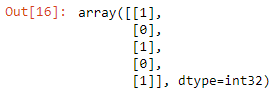 Out[16]: array([[1],
[0],
[1],
[0],
[1]], dtype=int32)